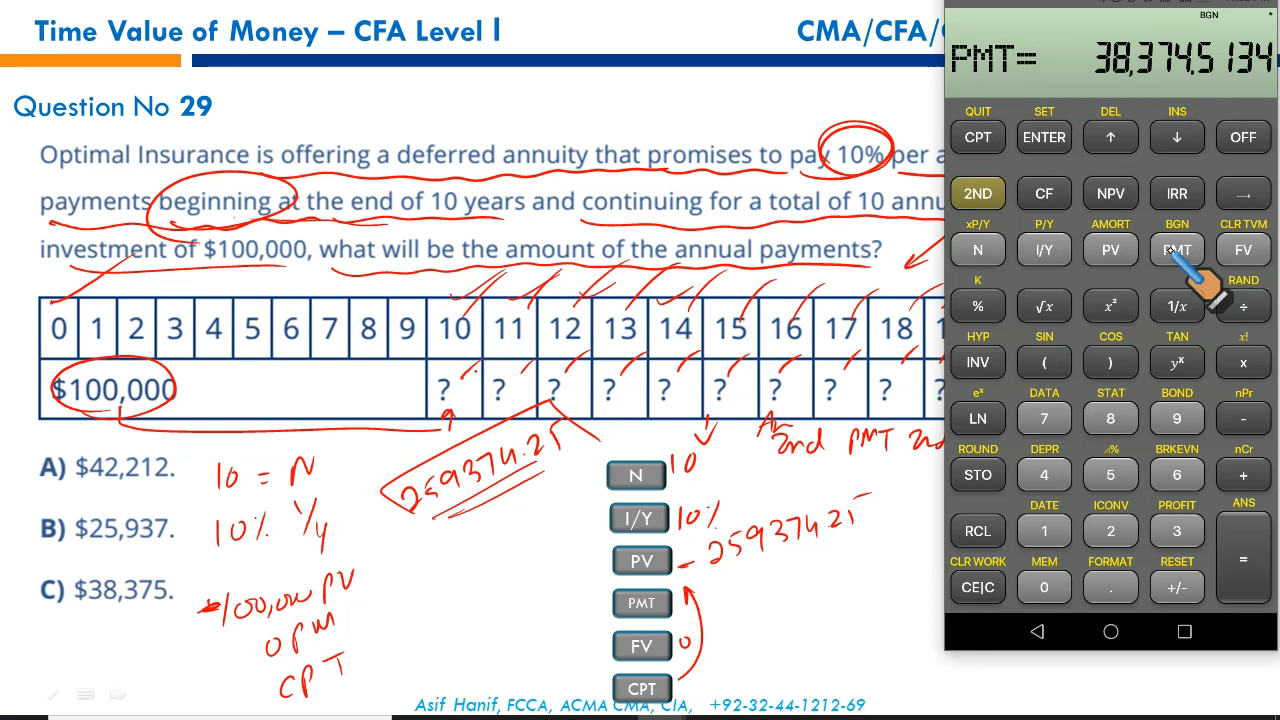 Time Value of Money – CFA Level I
CMA/CFA/
Question No 29
Optimal Insurance is offering a deferred annuity that promises to pay 10% per a
payments beginning at the end of 10 years and continuing for a total of 10 annu
investment of $100,000, what will be the amount of the annual payments?
0 1 2 3 4 5 6 7 8 9 10 11 12 13 14 15 16 17 18 1
$100,000 ? ? ? ? ? ? ? ? ? ?
A) $42,212.
B) $25,937.
C) $38,375.
10 = N
10% I/Y
-100,000 PV
0 PM
CPT
259374.25
2nd PMT 2nd
N 10
I/Y 10%
PV - 259374.25
PMT
FV 0
CPT
Asif Hanif, FCCA, ACMA CMA, CIA, +92-32-44-1212-69
BGN
PMT= 38,374.5134
QUIT SET DEL INS
CPT ENTER ↑ ↓ OFF
2ND CF NPV IRR →
xP/Y P/Y AMORT BGN CLR TVM
N I/Y PV PMT FV
K RAND
% √x x² 1/x ÷
HYP SIN COS TAN x!
INV ( ) yˣ x
eˣ DATA STAT BOND nPr
LN 7 8 9 -
ROUND DEPR Δ% BRKEVN nCr
STO 4 5 6 +
DATE ICONV PROFIT ANS
RCL 1 2 3 =
CLR WORK MEM FORMAT RESET
CE|C 0 . +/-